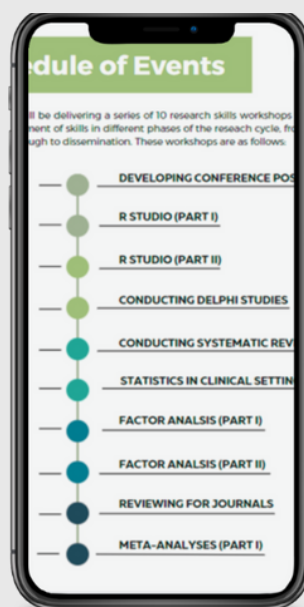 edule of Events
ll be delivering a series of 10 research skills workshops
ment of skills in different phases of the reseach cycle, fro
ugh to dissemination. These workshops are as follows:
DEVELOPING CONFERENCE POS
R STUDIO (PART I)
R STUDIO (PART II)
CONDUCTING DELPHI STUDIES
CONDUCTING SYSTEMATIC REV
STATISTICS IN CLINICAL SETTIN
FACTOR ANALSIS (PART I)
FACTOR ANALSIS (PART II)
REVIEWING FOR JOURNALS
META-ANALYSES (PART I)